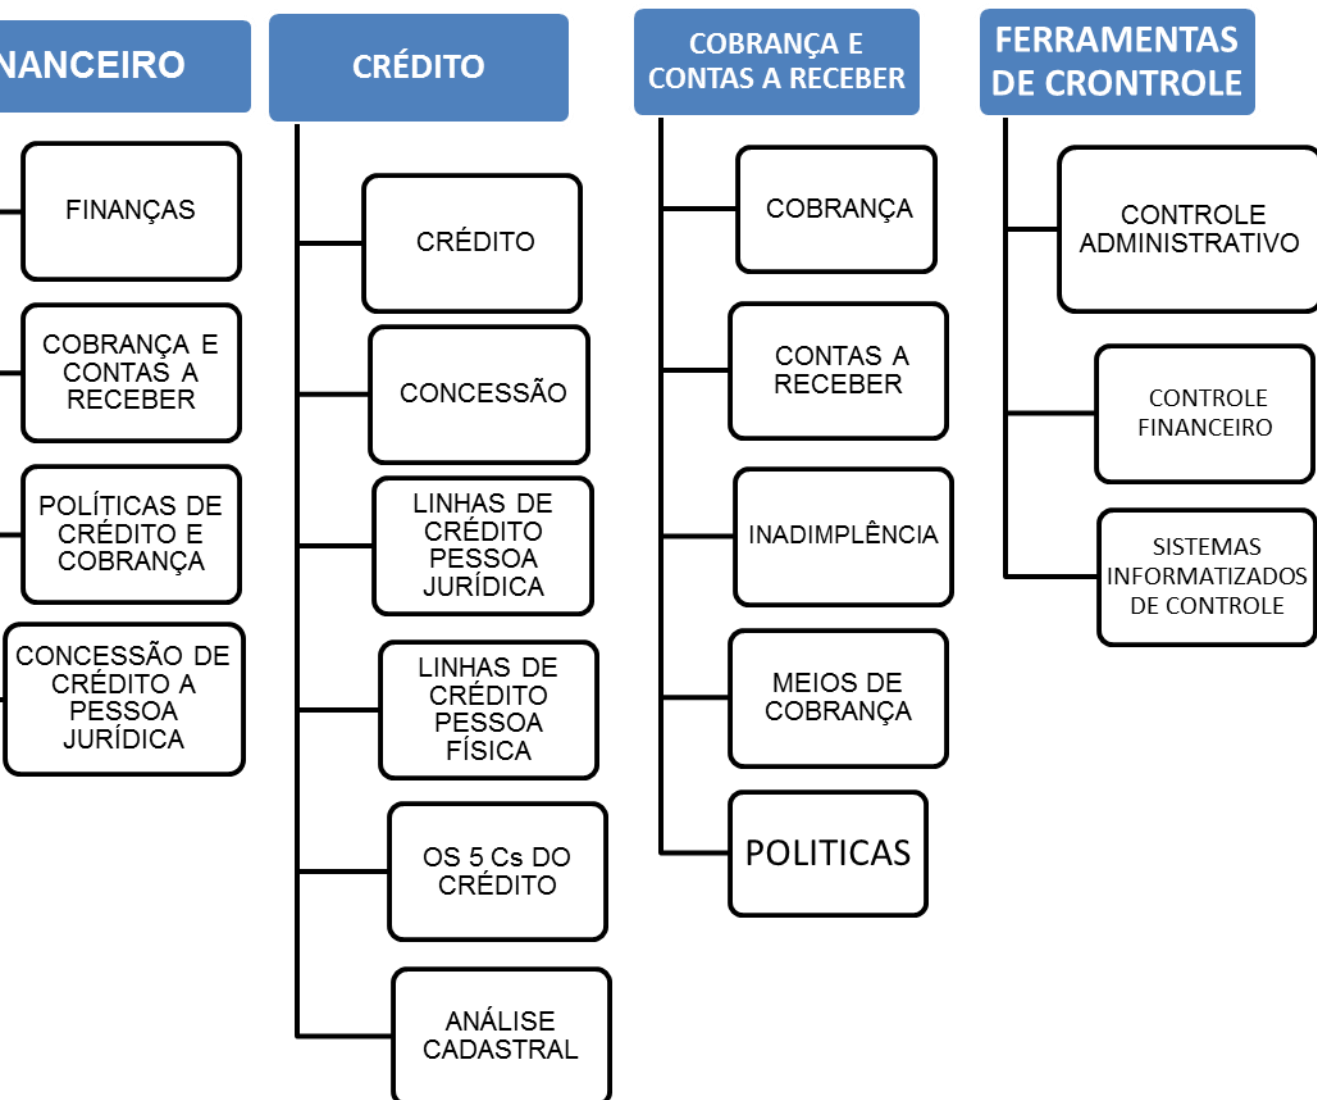 NANCEIRO
FINANÇAS
COBRANÇA E
CONTAS A
RECEBER
POLÍTICAS DE
CRÉDITO E
COBRANÇA
CONCESSÃO DE
CRÉDITO A
PESSOA
JURÍDICA
CRÉDITO
CRÉDITO
CONCESSÃO
LINHAS DE
CRÉDITO
PESSOA
JURÍDICA
LINHAS DE
CRÉDITO
PESSOA
FÍSICA
OS 5 Cs DO
CRÉDITO
ANÁLISE
CADASTRAL
COBRANÇA E
CONTAS A RECEBER
COBRANÇA
CONTAS A
RECEBER
INADIMPLÊNCIA
MEIOS DE
COBRANÇA
POLITICAS
FERRAMENTAS
DE CRONTROLE
CONTROLE
ADMINISTRATIVO
CONTROLE
FINANCEIRO
SISTEMAS
INFORMATIZADOS
DE CONTROLE